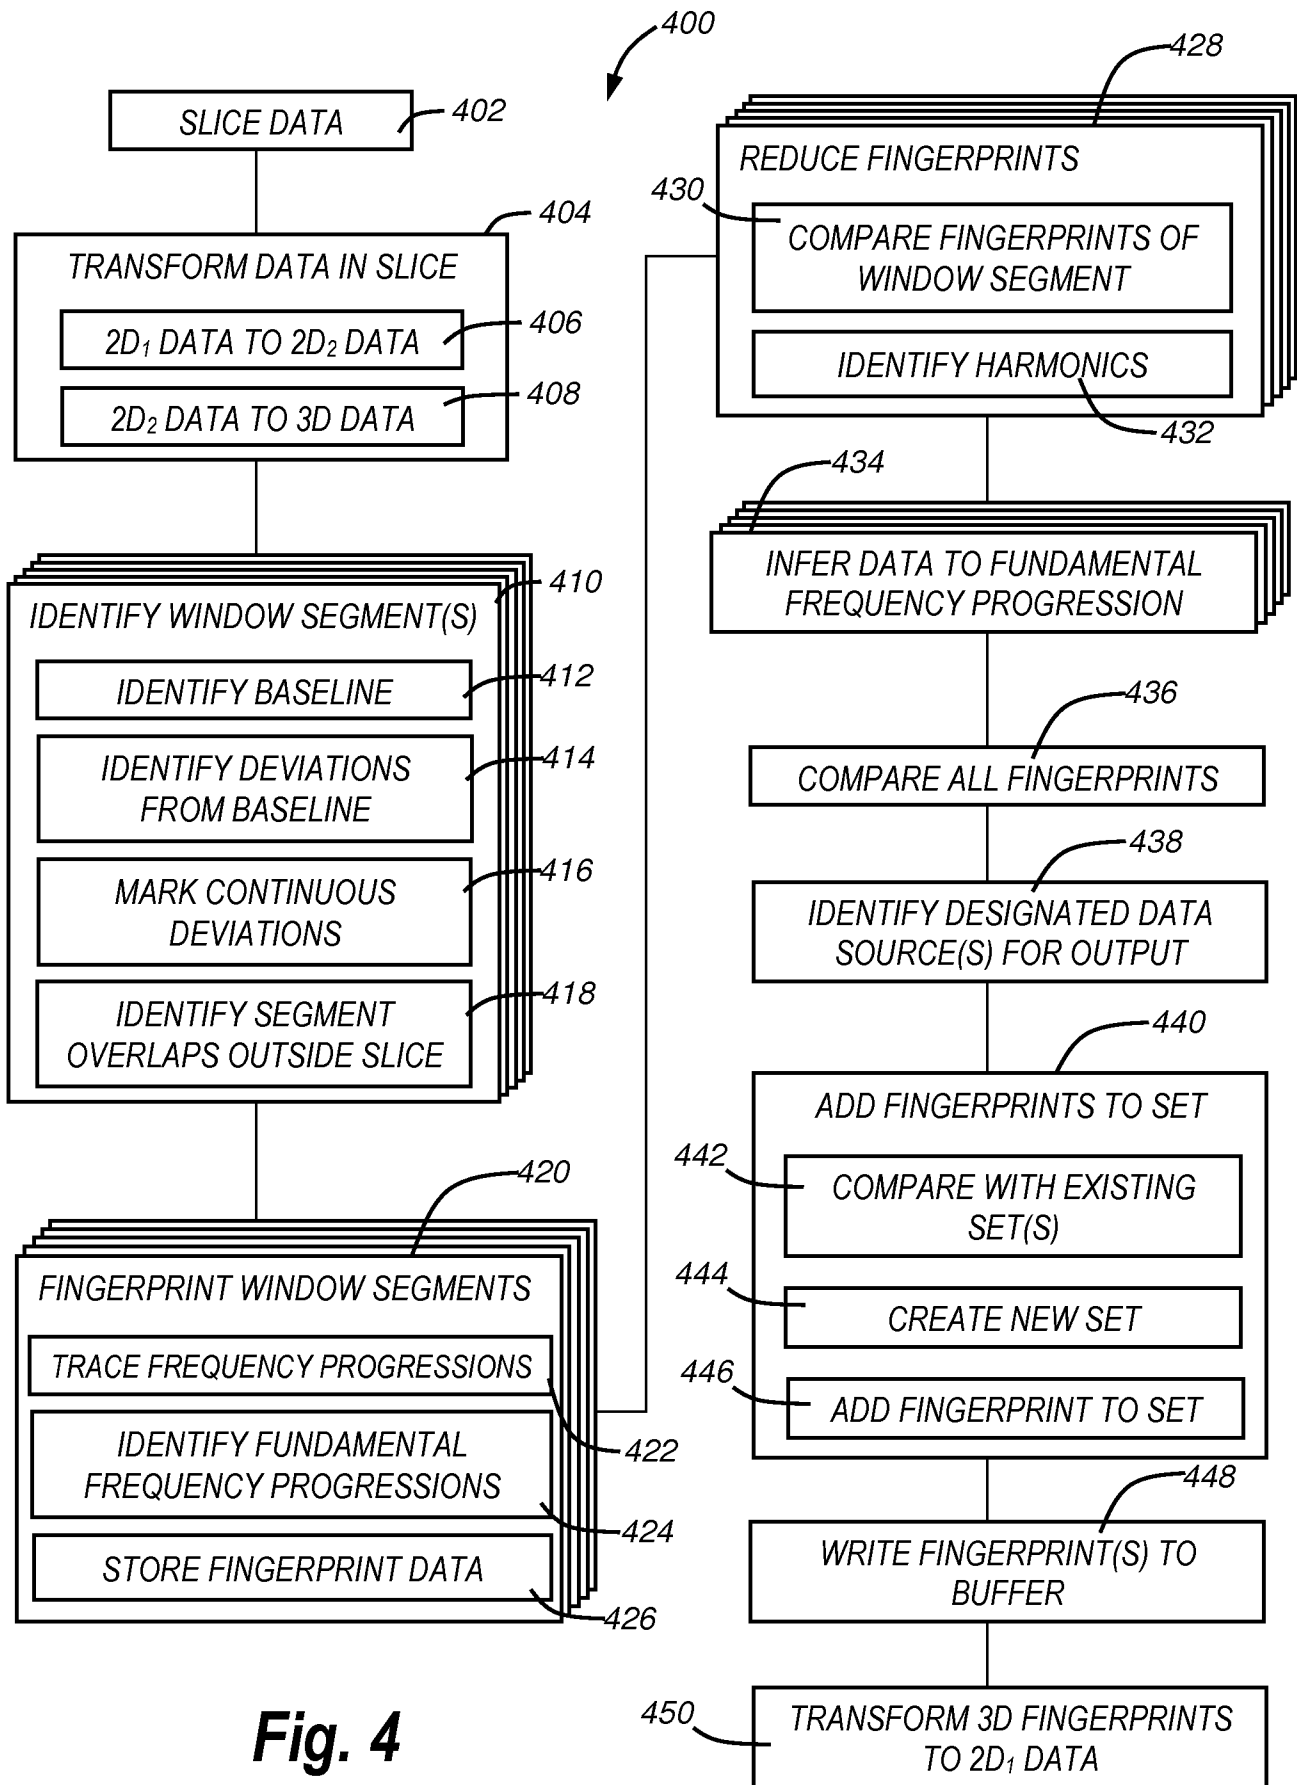 400
SLICE DATA
402
404
TRANSFORM DATA IN SLICE
2D₁ DATA TO 2D₂ DATA
406
2D₂ DATA TO 3D DATA
408
410
IDENTIFY WINDOW SEGMENT(S)
IDENTIFY BASELINE
412
IDENTIFY DEVIATIONS
FROM BASELINE
414
MARK CONTINUOUS
DEVIATIONS
416
IDENTIFY SEGMENT
OVERLAPS OUTSIDE SLICE
418
420
FINGERPRINT WINDOW SEGMENTS
TRACE FREQUENCY PROGRESSIONS
422
IDENTIFY FUNDAMENTAL
FREQUENCY PROGRESSIONS
424
STORE FINGERPRINT DATA
426
428
REDUCE FINGERPRINTS
430
COMPARE FINGERPRINTS OF
WINDOW SEGMENT
IDENTIFY HARMONICS
432
434
INFER DATA TO FUNDAMENTAL
FREQUENCY PROGRESSION
436
COMPARE ALL FINGERPRINTS
438
IDENTIFY DESIGNATED DATA
SOURCE(S) FOR OUTPUT
440
ADD FINGERPRINTS TO SET
442
COMPARE WITH EXISTING
SET(S)
444
CREATE NEW SET
446
ADD FINGERPRINT TO SET
448
WRITE FINGERPRINT(S) TO
BUFFER
450
TRANSFORM 3D FINGERPRINTS
TO 2D₁ DATA
Fig. 4